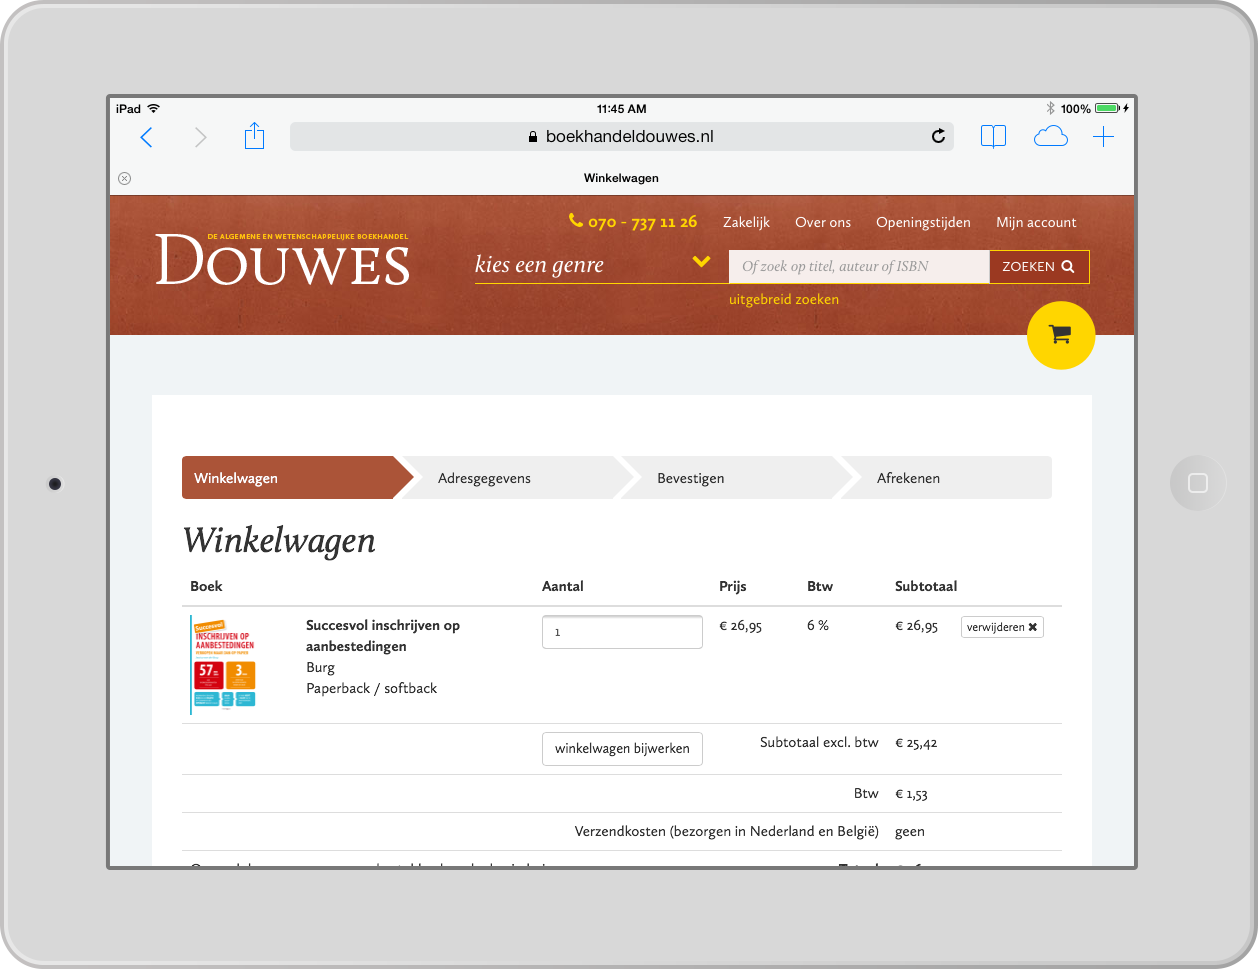 iPad 11:45 AM 100%
boekhandeldouwes.nl
Winkelwagen
070 - 737 11 26 Zakelijk Over ons Openingstijden Mijn account
DE ALGEMENE EN WETENSCHAPPELIJKE BOEKHANDEL
DOUWES
kies een genre Of zoek op titel, auteur of ISBN ZOEKEN
uitgebreid zoeken
Winkelwagen Adresgegevens Bevestigen Afrekenen
Winkelwagen
Boek Aantal Prijs Btw Subtotaal
Succesvol
INSCHRIJVEN OP
AANBESTEDINGEN
57 3
Succesvol inschrijven op
aanbestedingen
Burg
Paperback / softback
1 € 26,95 6 % € 26,95 verwijderen
winkelwagen bijwerken Subtotaal excl. btw € 25,42
Btw € 1,53
Verzendkosten (bezorgen in Nederland en België) geen